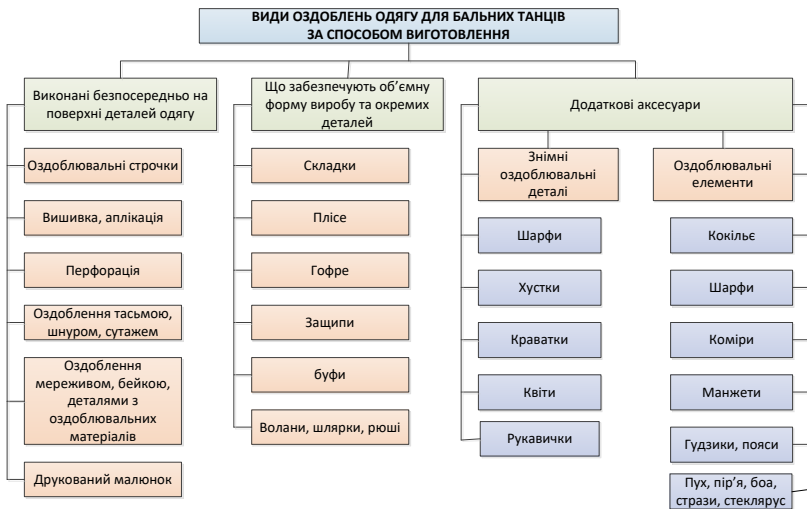 ВИДИ ОЗДОБЛЕНЬ ОДЯГУ ДЛЯ БАЛЬНИХ ТАНЦІВ
ЗА СПОСОБОМ ВИГОТОВЛЕННЯ
Виконані безпосередньо на
поверхні деталей одягу
Оздоблювальні строчки
Вишивка, аплікація
Перфорація
Оздоблення тасьмою,
шнуром, сутажем
Оздоблення
мереживом, бейкою,
деталями з
оздоблювальних
матеріалів
Друкований малюнок
Що забезпечують об’ємну
форму виробу та окремих
деталей
Складки
Плісе
Гофре
Защипи
буфи
Волани, шлярки, рюші
Додаткові аксесуари
Знімні
оздоблювальні
деталі
Шарфи
Хустки
Краватки
Квіти
Рукавички
Оздоблювальні
елементи
Кокільє
Шарфи
Коміри
Манжети
Гудзики, пояси
Пух, пір’я, боа,
стрази, стеклярус